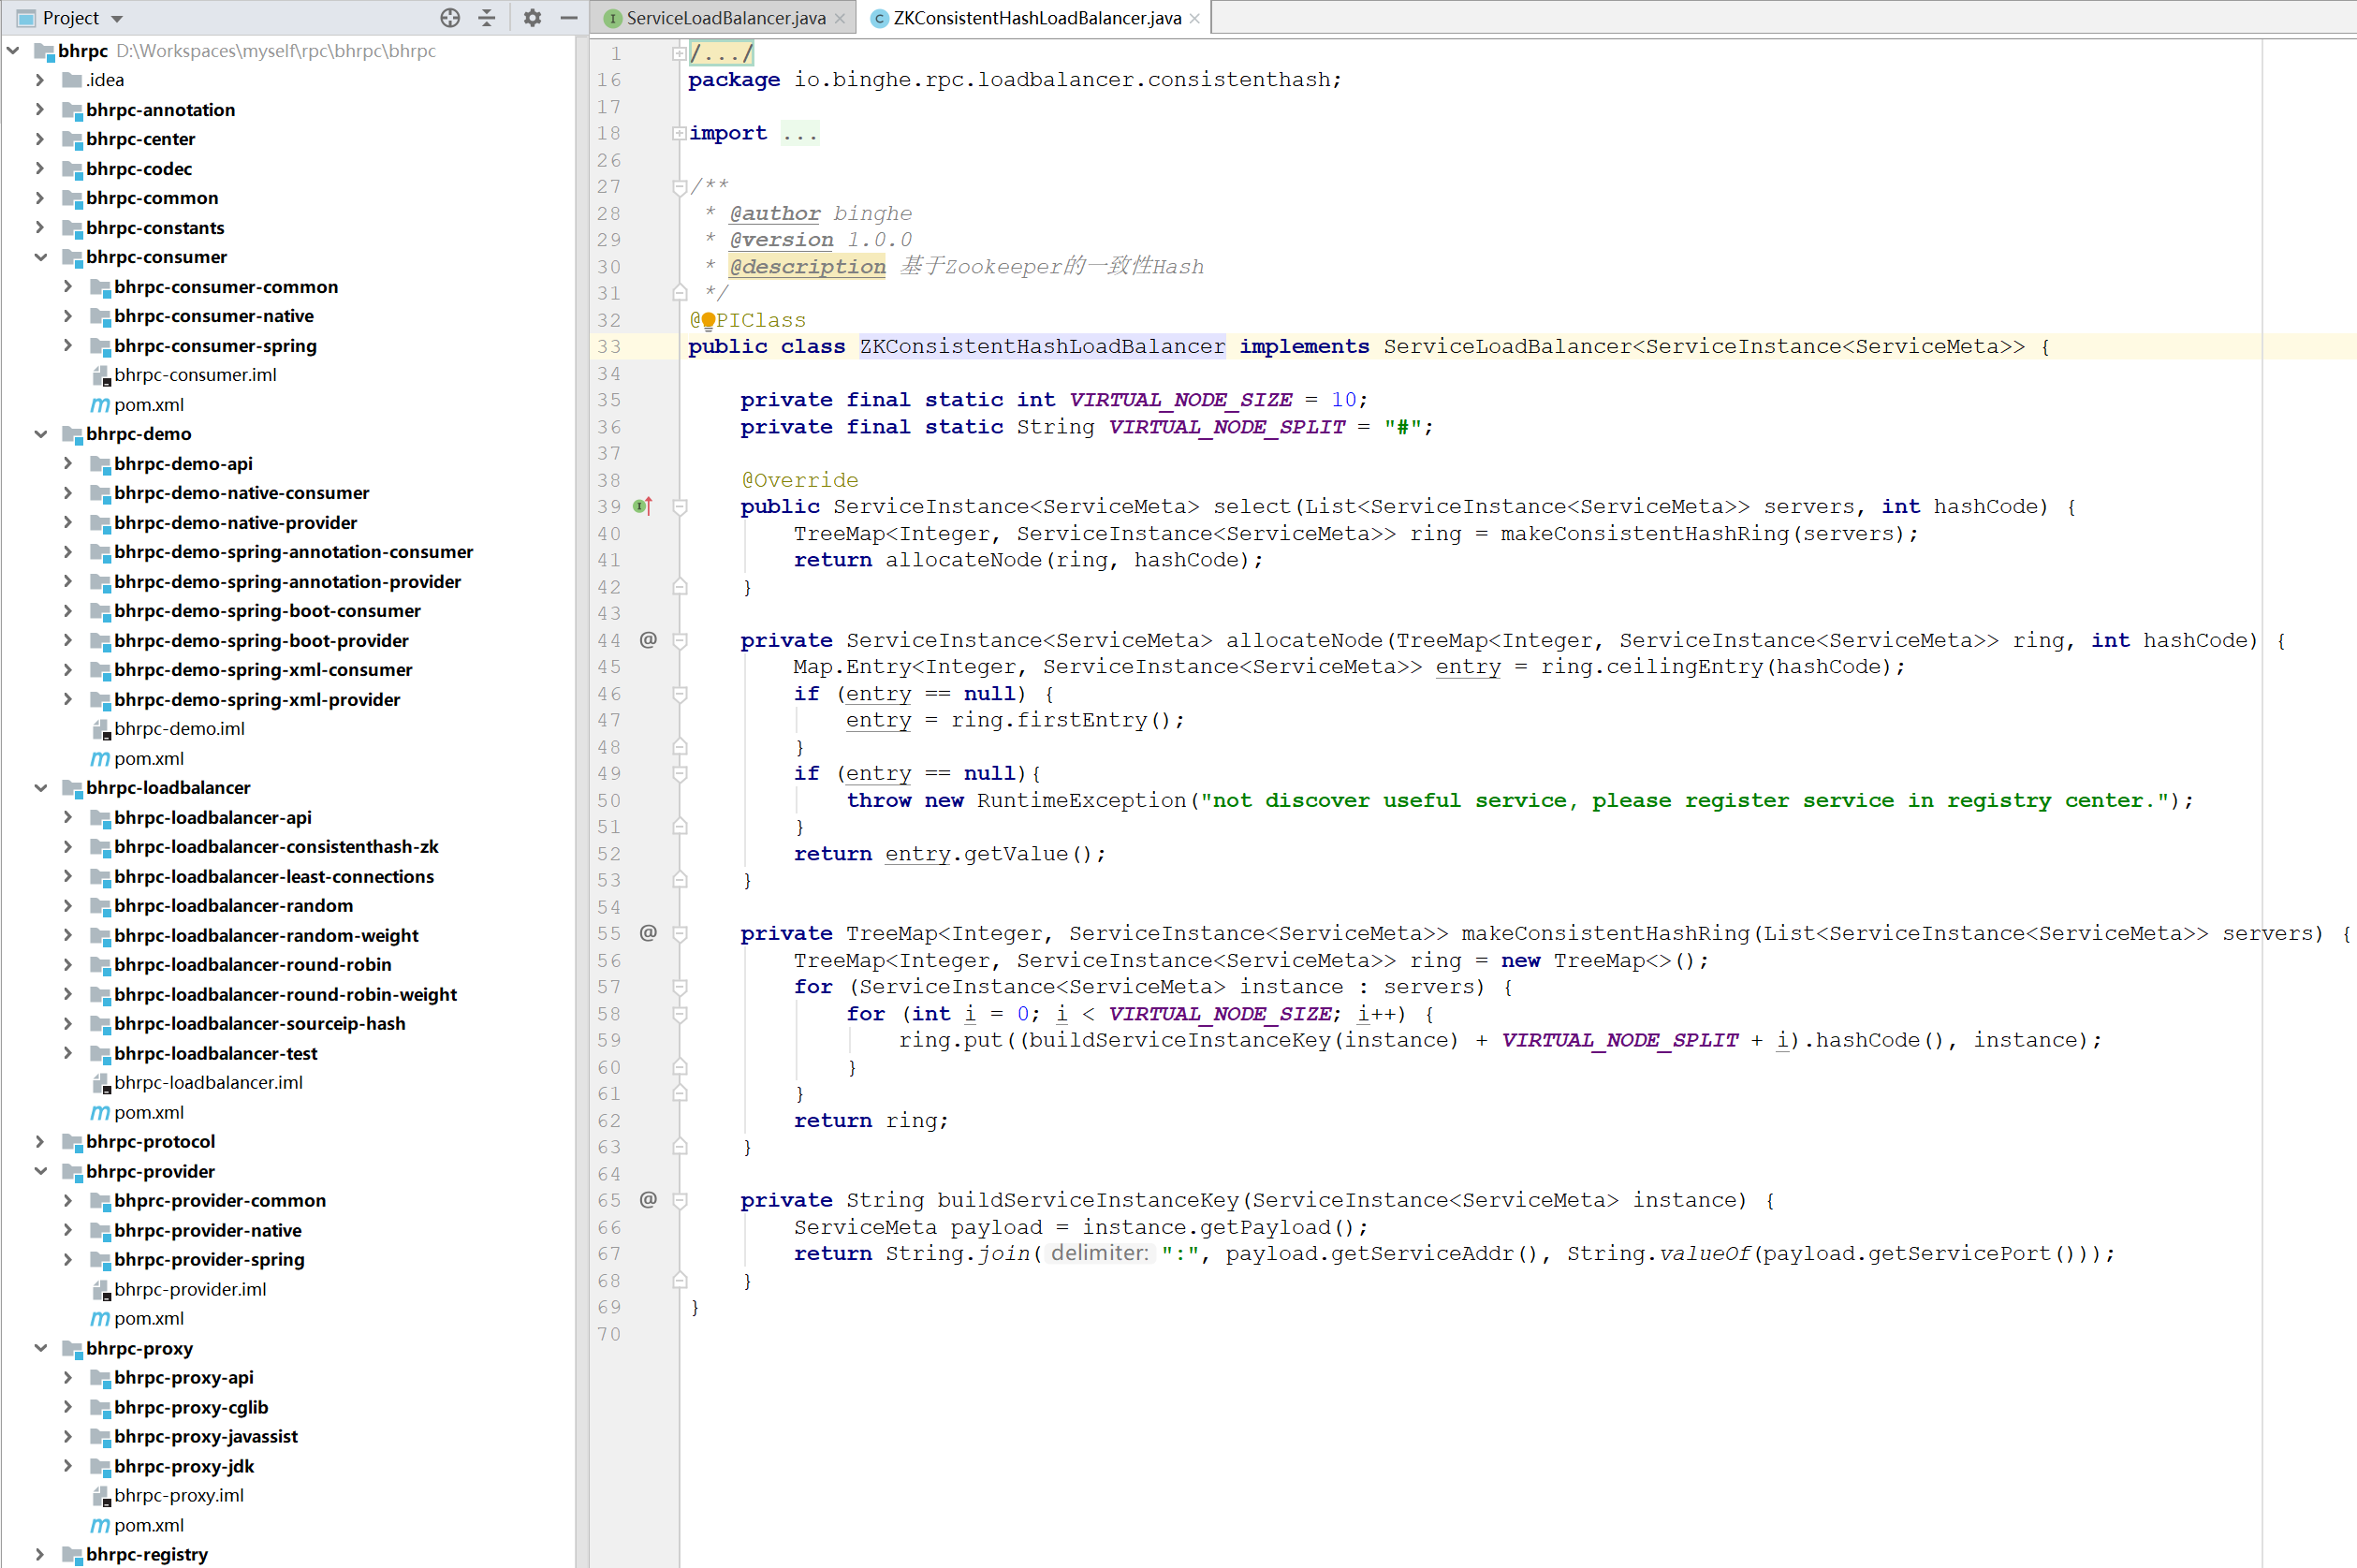 Project
bhrpc D:\Workspaces\myself\rpc\bhrpc\bhrpc
.idea
bhrpc-annotation
bhrpc-center
bhrpc-codec
bhrpc-common
bhrpc-constants
bhrpc-consumer
bhrpc-consumer-common
bhrpc-consumer-native
bhrpc-consumer-spring
bhrpc-consumer.iml
pom.xml
bhrpc-demo
bhrpc-demo-api
bhrpc-demo-native-consumer
bhrpc-demo-native-provider
bhrpc-demo-spring-annotation-consumer
bhrpc-demo-spring-annotation-provider
bhrpc-demo-spring-boot-consumer
bhrpc-demo-spring-boot-provider
bhrpc-demo-spring-xml-consumer
bhrpc-demo-spring-xml-provider
bhrpc-demo.iml
pom.xml
bhrpc-loadbalancer
bhrpc-loadbalancer-api
bhrpc-loadbalancer-consistenthash-zk
bhrpc-loadbalancer-least-connections
bhrpc-loadbalancer-random
bhrpc-loadbalancer-random-weight
bhrpc-loadbalancer-round-robin
bhrpc-loadbalancer-round-robin-weight
bhrpc-loadbalancer-sourceip-hash
bhrpc-loadbalancer-test
bhrpc-loadbalancer.iml
pom.xml
bhrpc-protocol
bhrpc-provider
bhprc-provider-common
bhrpc-provider-native
bhrpc-provider-spring
bhrpc-provider.iml
pom.xml
bhrpc-proxy
bhrpc-proxy-api
bhrpc-proxy-cglib
bhrpc-proxy-javassist
bhrpc-proxy-jdk
bhrpc-proxy.iml
pom.xml
bhrpc-registry
ServiceLoadBalancer.java
ZKConsistentHashLoadBalancer.java
1 /.../
16 package io.binghe.rpc.loadbalancer.consistenthash;
17
18 import ...
26
27 /**
28 * @author binghe
29 * @version 1.0.0
30 * @description 基于Zookeeper的一致性Hash
31 */
32 @PIClass
33 public class ZKConsistentHashLoadBalancer implements ServiceLoadBalancer<ServiceInstance<ServiceMeta>> {
34
35 private final static int VIRTUAL_NODE_SIZE = 10;
36 private final static String VIRTUAL_NODE_SPLIT = "#";
37
38 @Override
39 public ServiceInstance<ServiceMeta> select(List<ServiceInstance<ServiceMeta>> servers, int hashCode) {
40 TreeMap<Integer, ServiceInstance<ServiceMeta>> ring = makeConsistentHashRing(servers);
41 return allocateNode(ring, hashCode);
42 }
43
44 @ private ServiceInstance<ServiceMeta> allocateNode(TreeMap<Integer, ServiceInstance<ServiceMeta>> ring, int hashCode) {
45 Map.Entry<Integer, ServiceInstance<ServiceMeta>> entry = ring.ceilingEntry(hashCode);
46 if (entry == null) {
47 entry = ring.firstEntry();
48 }
49 if (entry == null){
50 throw new RuntimeException("not discover useful service, please register service in registry center.");
51 }
52 return entry.getValue();
53 }
54
55 @ private TreeMap<Integer, ServiceInstance<ServiceMeta>> makeConsistentHashRing(List<ServiceInstance<ServiceMeta>> servers) {
56 TreeMap<Integer, ServiceInstance<ServiceMeta>> ring = new TreeMap<>();
57 for (ServiceInstance<ServiceMeta> instance : servers) {
58 for (int i = 0; i < VIRTUAL_NODE_SIZE; i++) {
59 ring.put((buildServiceInstanceKey(instance) + VIRTUAL_NODE_SPLIT + i).hashCode(), instance);
60 }
61 }
62 return ring;
63 }
64
65 @ private String buildServiceInstanceKey(ServiceInstance<ServiceMeta> instance) {
66 ServiceMeta payload = instance.getPayload();
67 return String.join( delimiter: ":", payload.getServiceAddr(), String.valueOf(payload.getServicePort()));
68 }
69 }
70